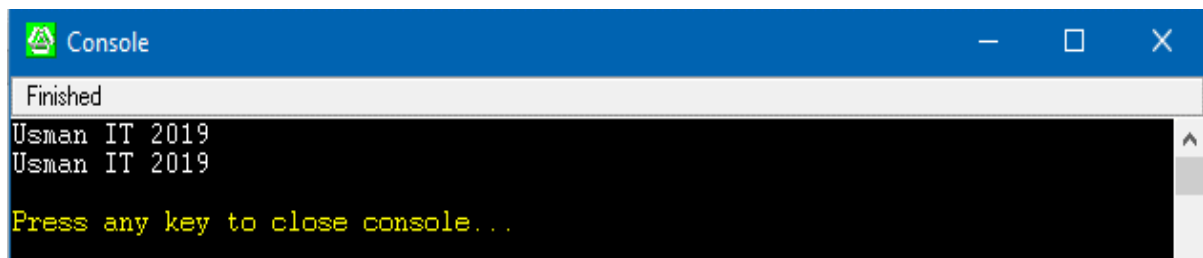 Console
Finished
Usman IT 2019
Usman IT 2019
Press any key to close console...